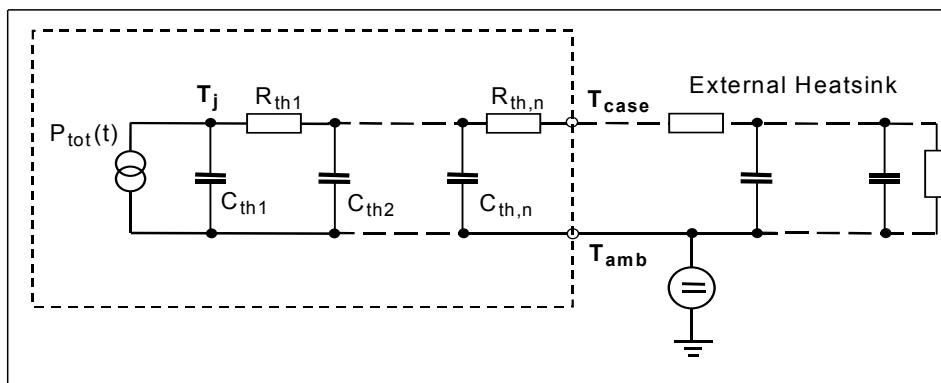 External Heatsink
T_j
R_th1
R_th,n
T_case
P_tot(t)
C_th1
C_th2
C_th,n
T_amb